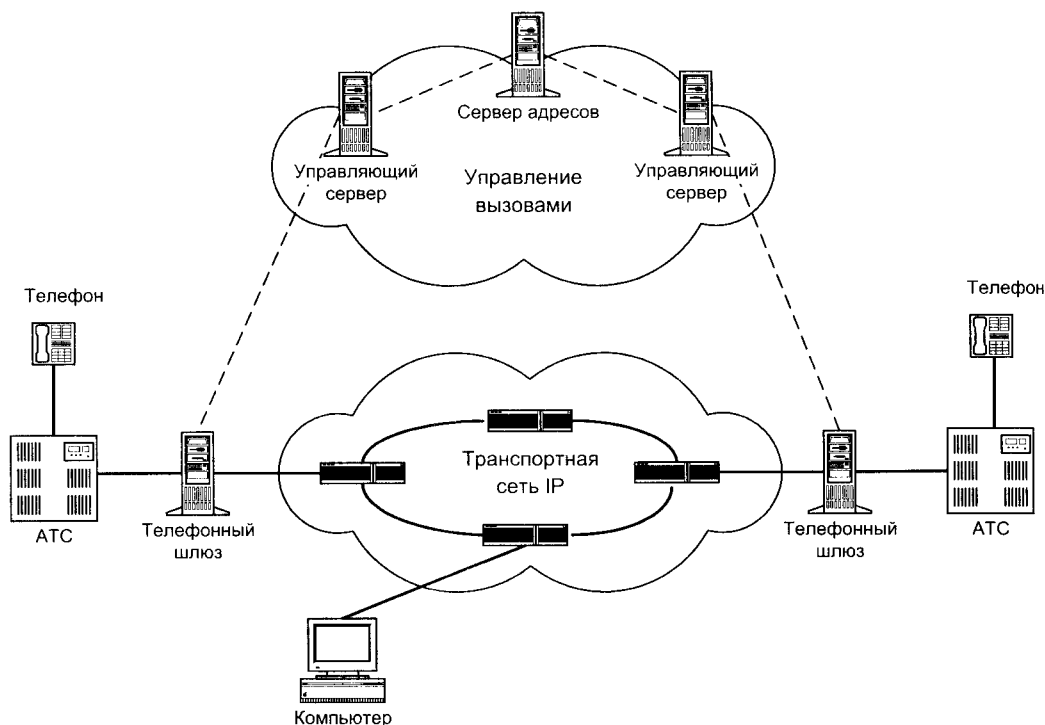 Сервер адресов
Управляющий
сервер
Управление
вызовами
Управляющий
сервер
Телефон
Телефон
Транспортная
сеть IP
АТС
Телефонный
шлюз
Телефонный
шлюз
АТС
Компьютер